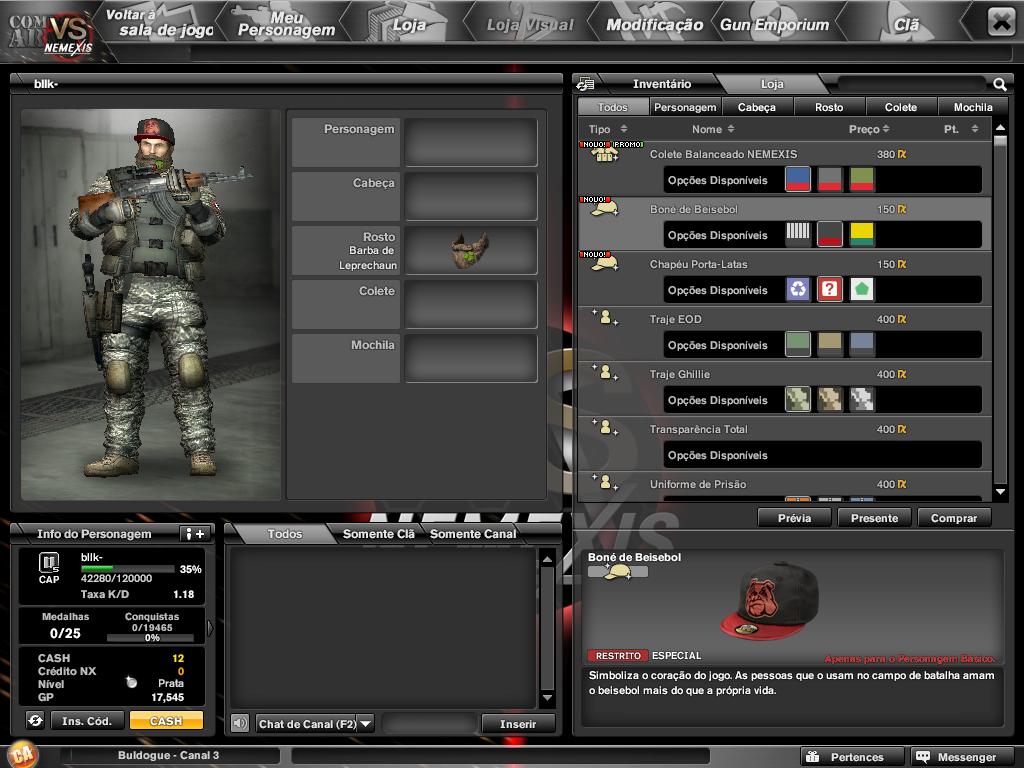 COM AR VS NEMEXIS
Voltar à sala de jogo
Meu Personagem
Loja
Loja Visual
Modificação
Gun Emporium
Clã
bllk-
Personagem
Cabeça
Rosto
Barba de
Leprechaun
Colete
Mochila
Inventário
Loja
Todos
Personagem
Cabeça
Rosto
Colete
Mochila
Tipo
Nome
Preço
Pt.
NOVO! PROMO
Colete Balanceado NEMEXIS
380
Opções Disponíveis
NOVO!
Boné de Beisebol
150
Opções Disponíveis
NOVO!
Chapéu Porta-Latas
150
Opções Disponíveis
?
Traje EOD
400
Opções Disponíveis
Traje Ghillie
400
Opções Disponíveis
Transparência Total
400
Opções Disponíveis
Uniforme de Prisão
400
Prévia
Presente
Comprar
NEMEXIS
Info do Personagem
CAP
bllk-
35%
42280/120000
Taxa K/D
1.18
Medalhas
0/25
Conquistas
0/19465
0%
CASH
12
Crédito NX
0
Nível
Prata
GP
17,545
Ins. Cód.
CASH
Todos
Somente Clã
Somente Canal
Chat de Canal (F2)
Inserir
Boné de Beisebol
RESTRITO ESPECIAL
Apenas para o Personagem Básico.
Simboliza o coração do jogo. As pessoas que o usam no campo de batalha amam
o beisebol mais do que a própria vida.
CA
Buldogue - Canal 3
Pertences
Messenger